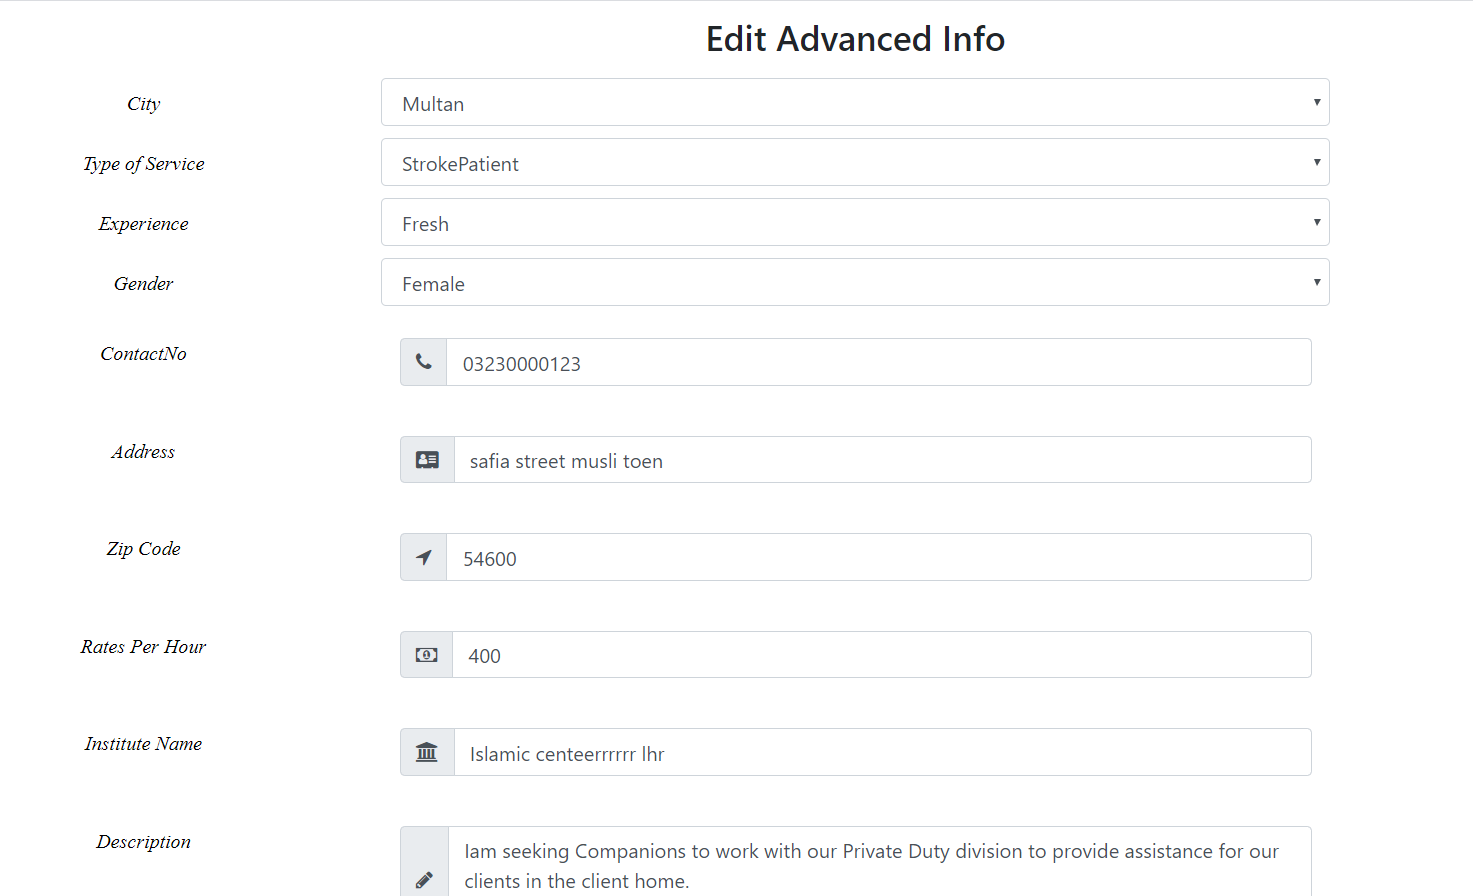 Edit Advanced Info
City
Multan
Type of Service
StrokePatient
Experience
Fresh
Gender
Female
ContactNo
03230000123
Address
safia street musli toen
Zip Code
54600
Rates Per Hour
400
Institute Name
Islamic centeerrrrrr lhr
Description
Iam seeking Companions to work with our Private Duty division to provide assistance for our
clients in the client home.